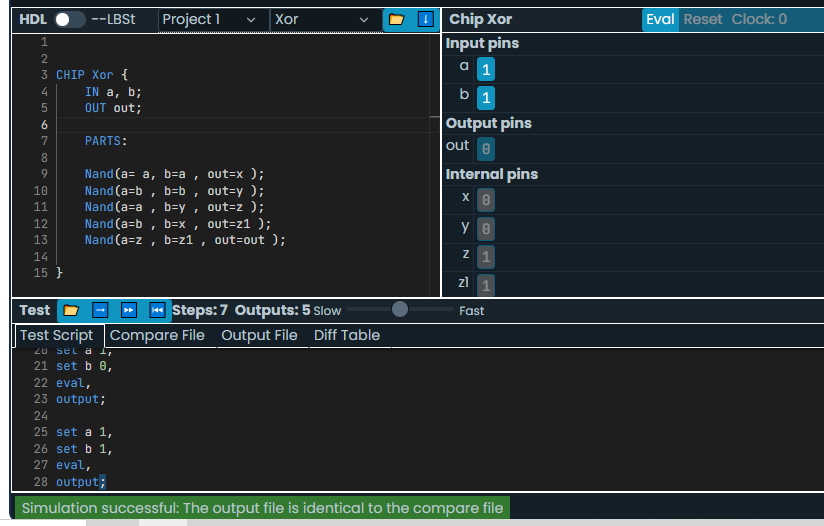 HDL --LBSt Project 1 Xor
1
2
3 CHIP Xor {
4 IN a, b;
5 OUT out;
6
7 PARTS:
8
9 Nand(a= a, b=a , out=x );
10 Nand(a=b , b=b , out=y );
11 Nand(a=a , b=y , out=z );
12 Nand(a=b , b=x , out=z1 );
13 Nand(a=z , b=z1 , out=out );
14
15 }
Chip Xor Eval Reset Clock: 0
Input pins
a 1
b 1
Output pins
out 0
Internal pins
x 0
y 0
z 1
z1 1
Test Steps: 7 Outputs: 5 Slow Fast
Test Script Compare File Output File Diff Table
20 set a 1,
21 set b 0,
22 eval,
23 output;
24
25 set a 1,
26 set b 1,
27 eval,
28 output;
Simulation successful: The output file is identical to the compare file